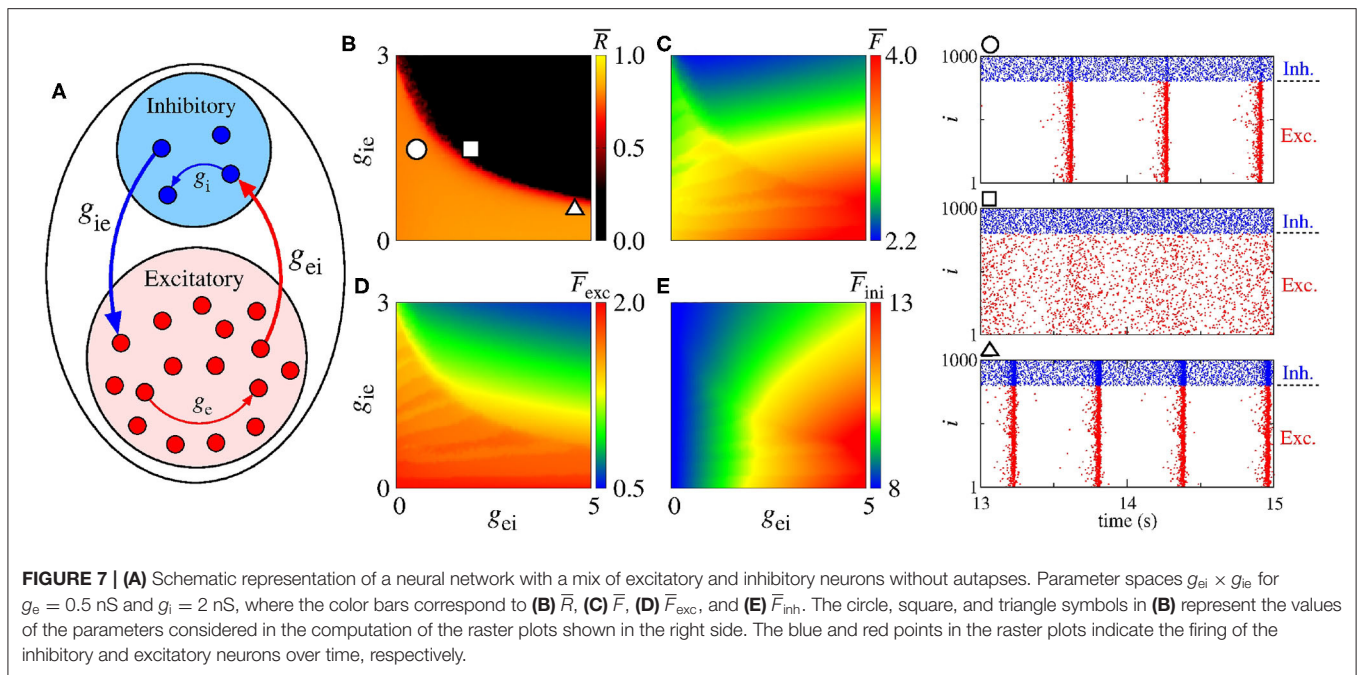 A
Inhibitory
g_i
g_ie
g_ei
Excitatory
g_e
B
R̅
3
g_ie
0
1.0
0.5
0.0
C
F̅
4.0
2.2
D
F̅_exc
3
g_ie
0
0
g_ei
5
2.0
0.5
E
F̅_ini
0
g_ei
5
13
8
1000
i
1
Inh.
Exc.
1000
i
1
Inh.
Exc.
1000
i
1
Inh.
Exc.
13
14
15
time (s)
FIGURE 7 | (A) Schematic representation of a neural network with a mix of excitatory and inhibitory neurons without autapses. Parameter spaces g_ei × g_ie for
g_e = 0.5 nS and g_i = 2 nS, where the color bars correspond to (B) R̅, (C) F̅, (D) F̅_exc, and (E) F̅_inh. The circle, square, and triangle symbols in (B) represent the values
of the parameters considered in the computation of the raster plots shown in the right side. The blue and red points in the raster plots indicate the firing of the
inhibitory and excitatory neurons over time, respectively.